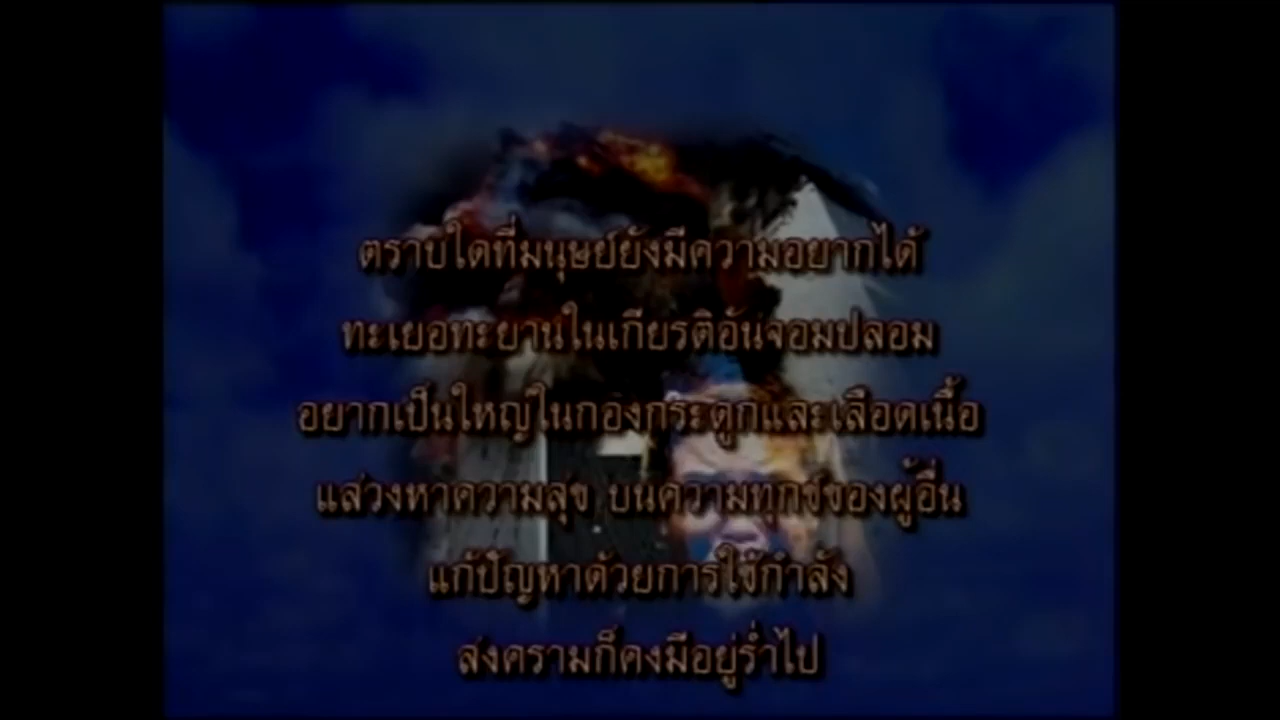 ตราบใดที่มนุษย์ยังมีความอยากได้
ทะเยอทะยานในเกียรติอันจอมปลอม
อยากเป็นใหญ่ในกองกระดูกและเลือดเนื้อ
แสวงหาความสุข บนความทุกข์ของผู้อื่น
แก้ปัญหาด้วยการใช้กำลัง
สงครามก็คงมีอยู่ร่ำไป